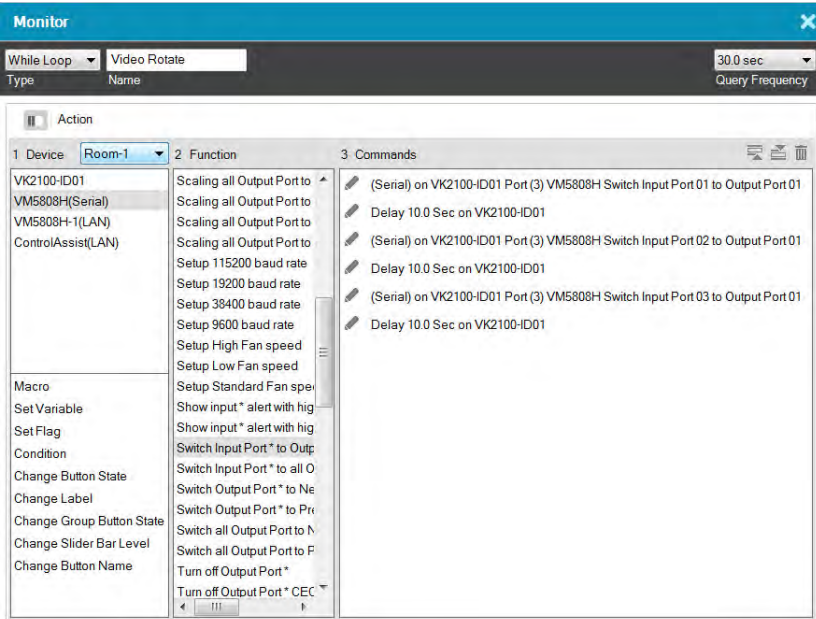 Monitor
While Loop Video Rotate 30.0 sec
Type Name Query Frequency
Action
1 Device Room-1 2 Function 3 Commands
VK2100-ID01
VM5808H(Serial)
VM5808H-1(LAN)
ControlAssist(LAN)
Macro
Set Variable
Set Flag
Condition
Change Button State
Change Label
Change Group Button State
Change Slider Bar Level
Change Button Name
Scaling all Output Port to
Scaling all Output Port to
Scaling all Output Port to
Scaling all Output Port to
Setup 115200 baud rate
Setup 19200 baud rate
Setup 38400 baud rate
Setup 9600 baud rate
Setup High Fan speed
Setup Low Fan speed
Setup Standard Fan spe
Show input * alert with hig
Show input * alert with hig
Switch Input Port * to Outp
Switch Input Port * to all O
Switch Output Port * to Ne
Switch Output Port * to Pre
Switch all Output Port to N
Switch all Output Port to P
Turn off Output Port *
Turn off Output Port * CEC
(Serial) on VK2100-ID01 Port (3) VM5808H Switch Input Port 01 to Output Port 01
Delay 10.0 Sec on VK2100-ID01
(Serial) on VK2100-ID01 Port (3) VM5808H Switch Input Port 02 to Output Port 01
Delay 10.0 Sec on VK2100-ID01
(Serial) on VK2100-ID01 Port (3) VM5808H Switch Input Port 03 to Output Port 01
Delay 10.0 Sec on VK2100-ID01